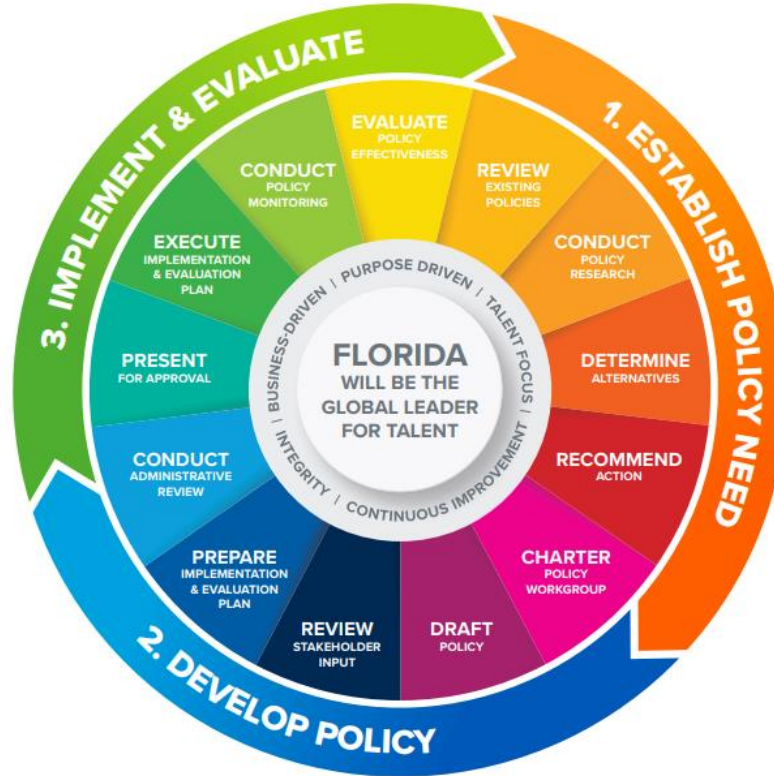 1. ESTABLISH POLICY NEED
2. DEVELOP POLICY
3. IMPLEMENT & EVALUATE
REVIEW
EXISTING
POLICIES
CONDUCT
POLICY
RESEARCH
DETERMINE
ALTERNATIVES
RECOMMEND
ACTION
CHARTER
POLICY
WORKGROUP
DRAFT
POLICY
REVIEW
STAKEHOLDER
INPUT
PREPARE
IMPLEMENTATION
& EVALUATION
PLAN
CONDUCT
ADMINISTRATIVE
REVIEW
PRESENT
FOR APPROVAL
EXECUTE
IMPLEMENTATION
& EVALUATION
PLAN
CONDUCT
POLICY
MONITORING
EVALUATE
POLICY
EFFECTIVENESS
BUSINESS-DRIVEN | PURPOSE DRIVEN | TALENT FOCUS | CONTINUOUS IMPROVEMENT | INTEGRITY |
FLORIDA
WILL BE THE
GLOBAL LEADER
FOR TALENT